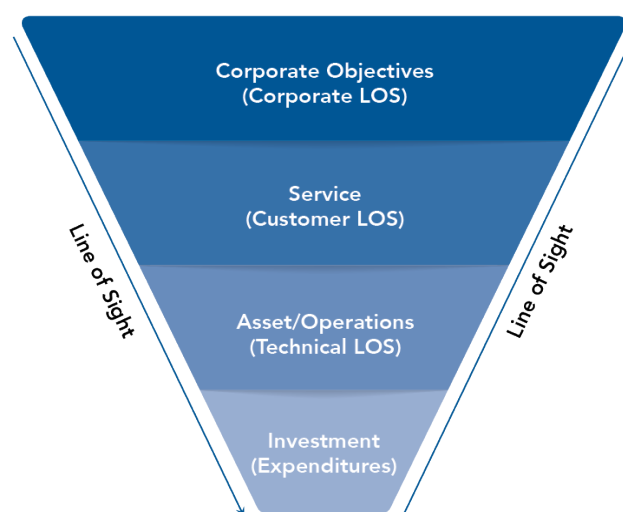 Corporate Objectives
(Corporate LOS)
Service
(Customer LOS)
Line of Sight
Line of Sight
Asset/Operations
(Technical LOS)
Investment
(Expenditures)